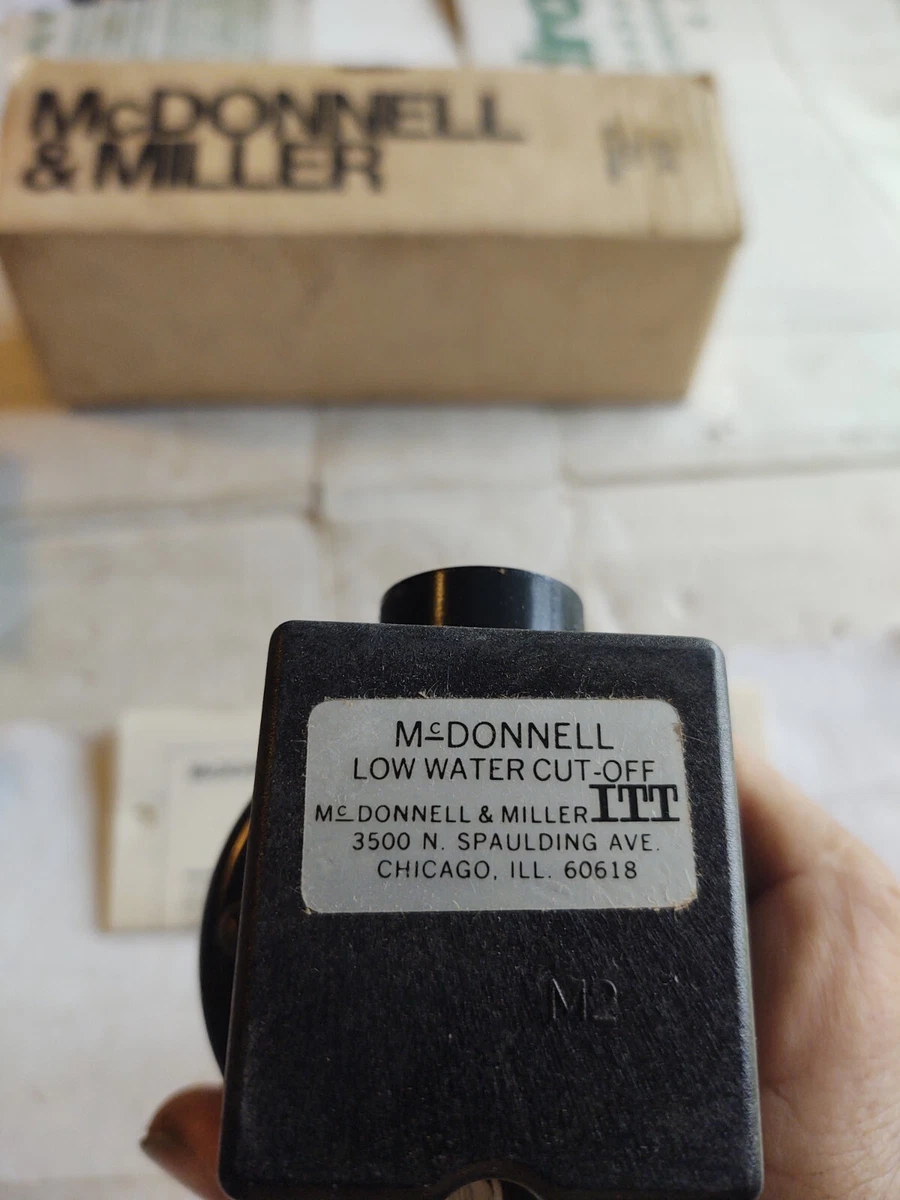 McDONNELL
& MILLER
McDONNELL
LOW WATER CUT-OFF
McDONNELL & MILLER ITT
3500 N. SPAULDING AVE.
CHICAGO, ILL. 60618
M2